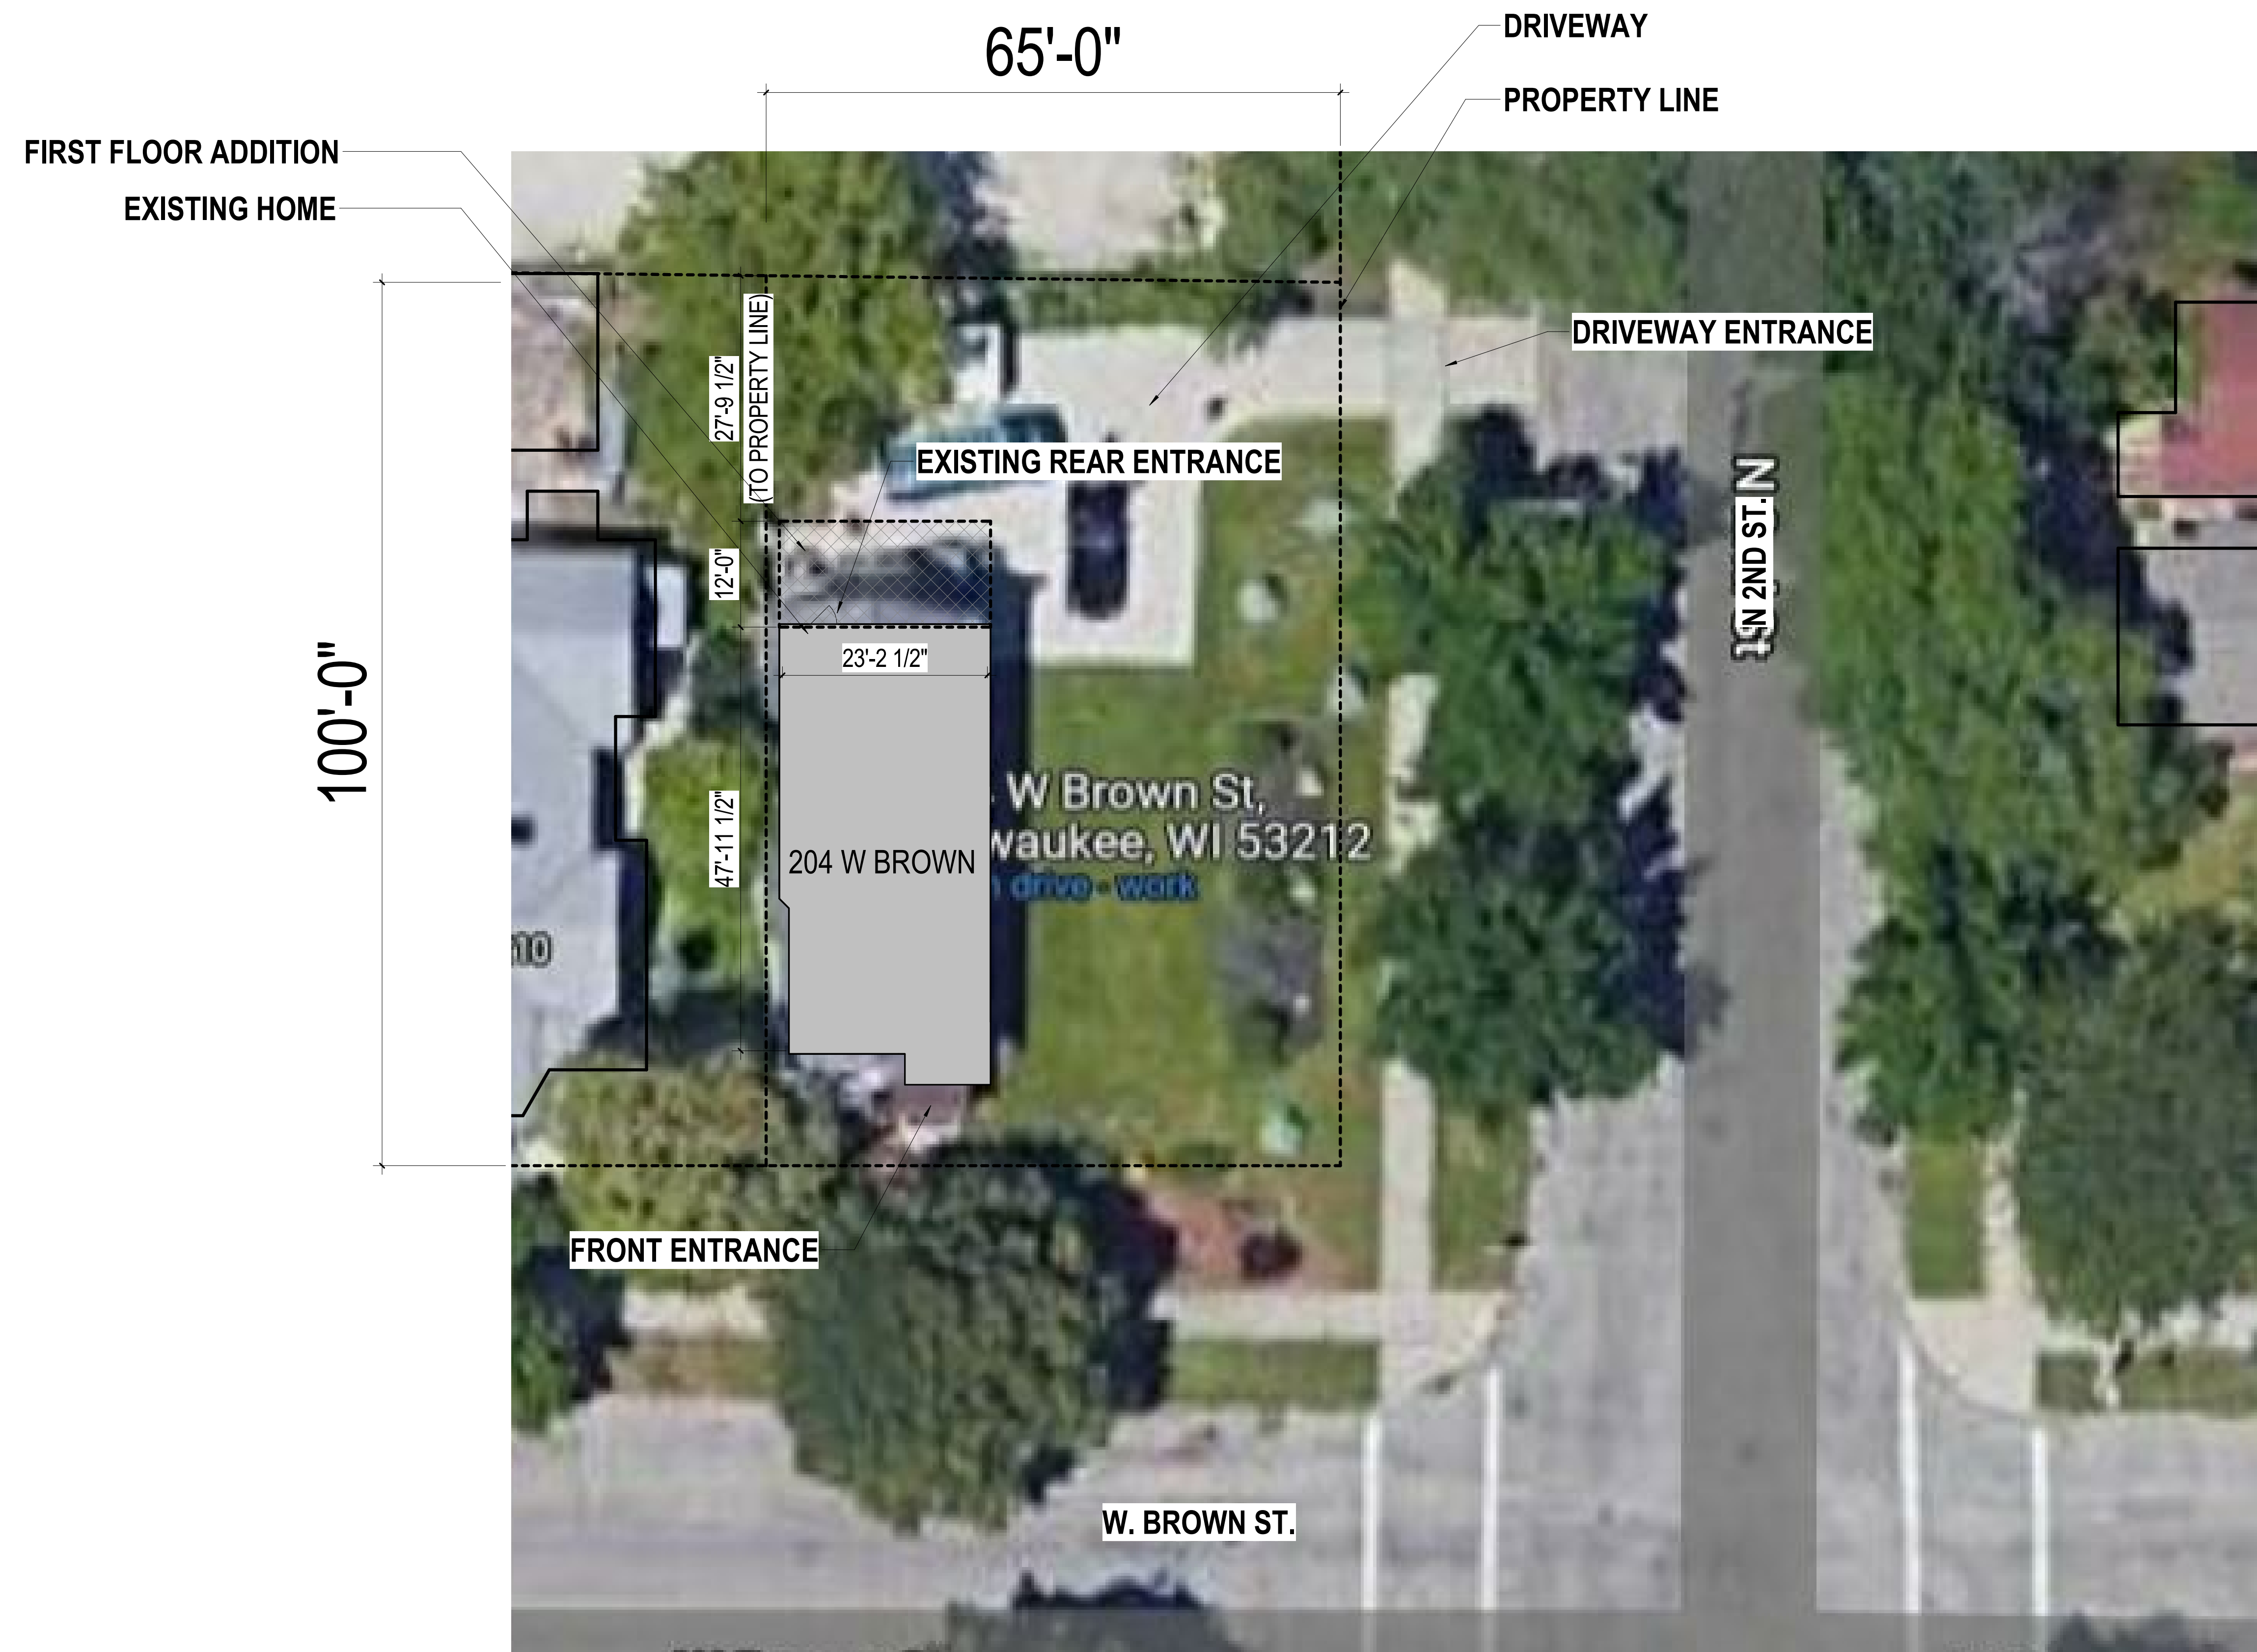 65'-0"
DRIVEWAY
PROPERTY LINE
FIRST FLOOR ADDITION
EXISTING HOME
DRIVEWAY ENTRANCE
(TO PROPERTY LINE)
27'-9 1/2"
EXISTING REAR ENTRANCE
N 2ND ST.
12'-0"
23'-2 1/2"
100'-0"
W Brown St,
waukee, WI 53212
drive - work
47'-11 1/2"
204 W BROWN
10
FRONT ENTRANCE
W. BROWN ST.